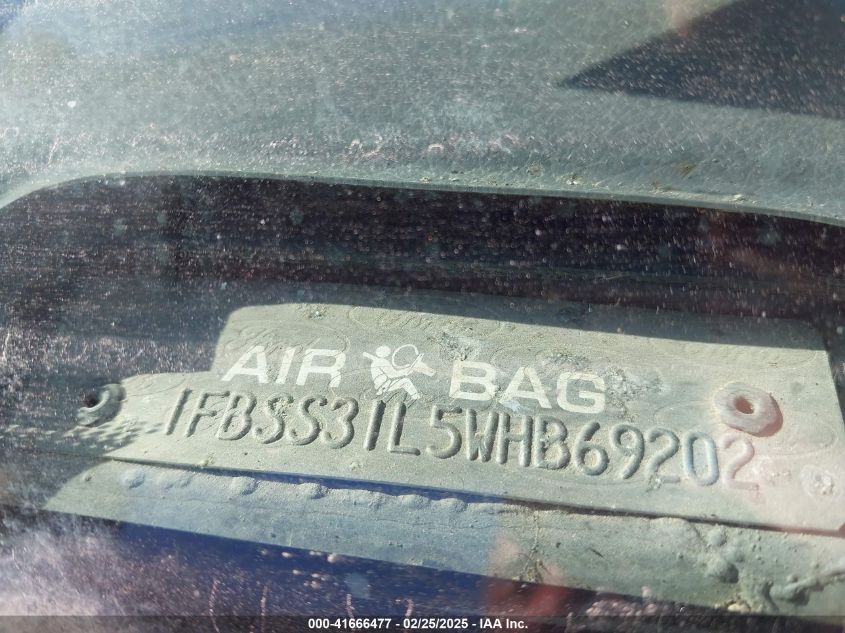 AIR BAG
1FBSS31L5WHB69202
000-41666477 - 02/25/2025 - IAA Inc.